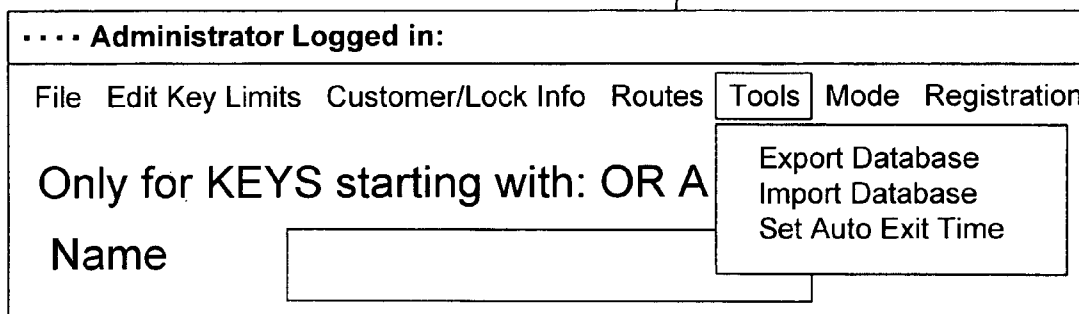 Administrator Logged in:
File Edit Key Limits Customer/Lock Info Routes Tools Mode Registration
Export Database
Only for KEYS starting with: OR A
Import Database
Set Auto Exit Time
Name